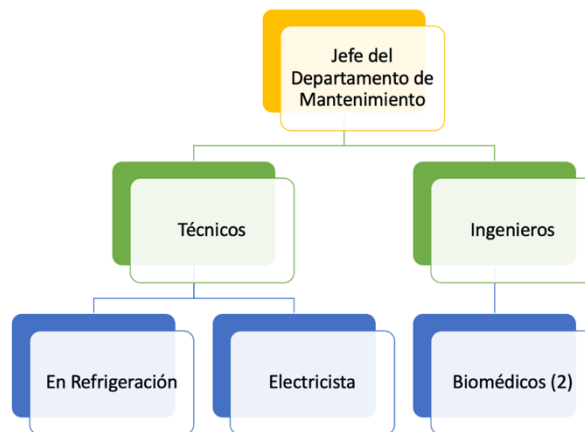 Jefe del
Departamento de
Mantenimiento
Técnicos
Ingenieros
En Refrigeración
Electricista
Biomédicos (2)